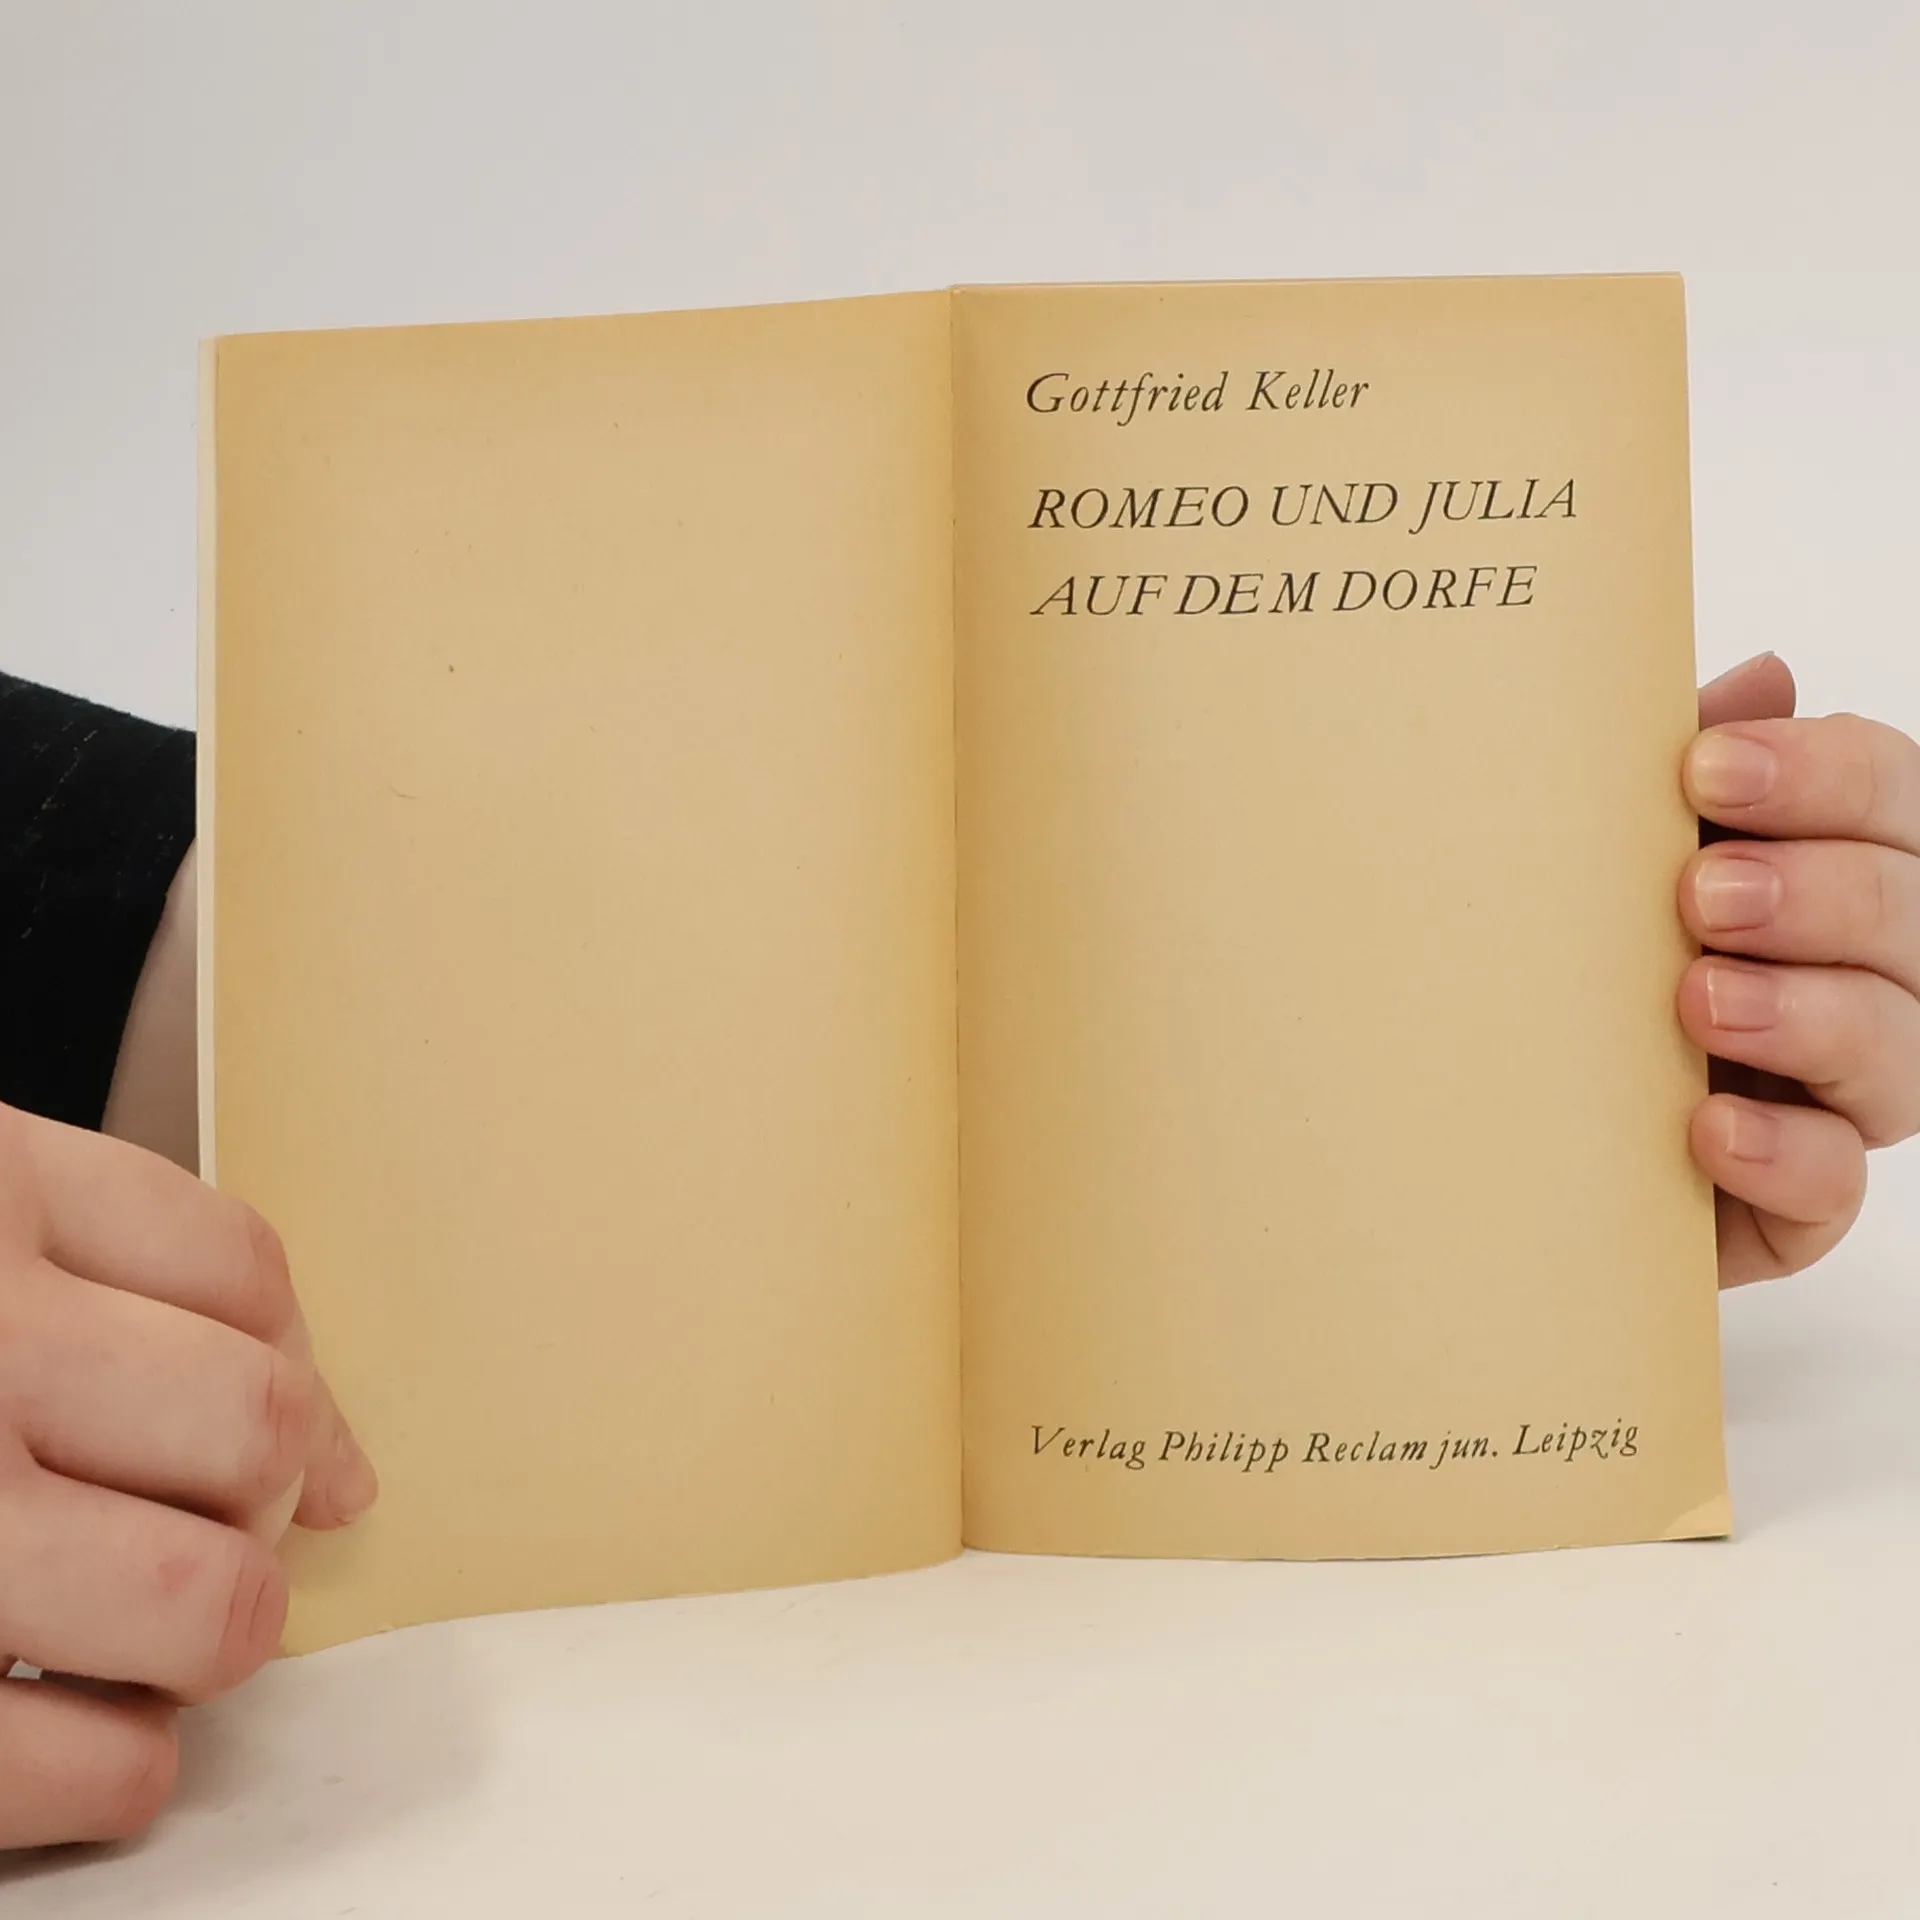 Gottfried Keller
ROMEO UND JULIA
AUF DEM DORFE
Verlag Philipp Reclam jun. Leipzig